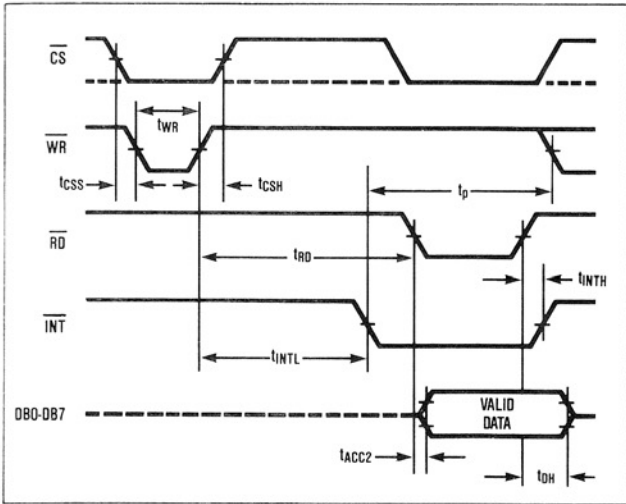 CS
tWR
WR
tCSS
tCSH
tp
RD
tRD
tINTH
INT
tINTL
DB0-DB7
VALID
DATA
tACC2
tDH